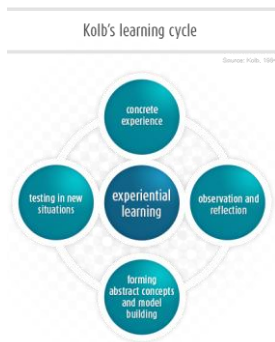 Kolb's learning cycle
Source: Kolb, 199
concrete
experience
testing in new
situations
experiential
learning
observation and
reflection
forming
abstract concepts
and model
building